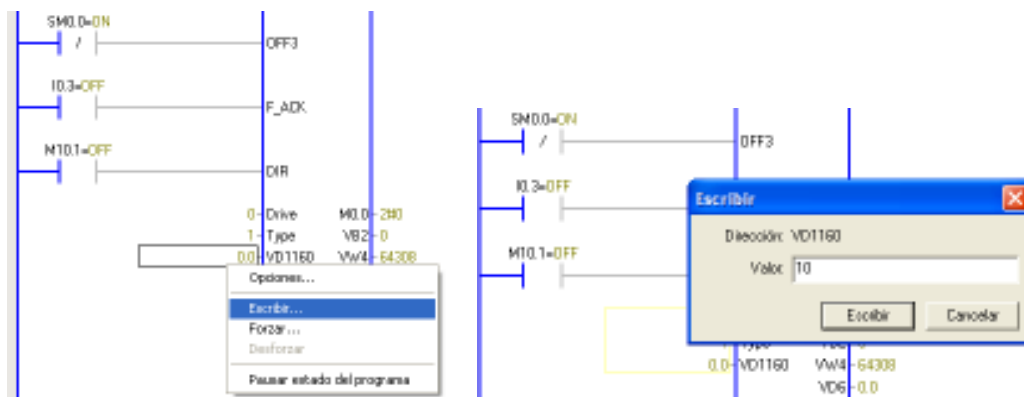 SM0.0=ON
OFF3
I0.3=OFF
F_ACK
M10.1=OFF
DIR
0-Drive M0.0-2#0
1-Type VB2-0
0.0-VD1160 VW4-64308
Opciones...
Escribir...
Forzar...
Desforzar
Pausar estado del programa
SM0.0=ON
OFF3
I0.3=OFF
M10.1=OFF
Escribir
Dirección: VD1160
Valor: 10
Escribir Cancelar
0.0-VD1160 VW4-64308
VD6-0.0